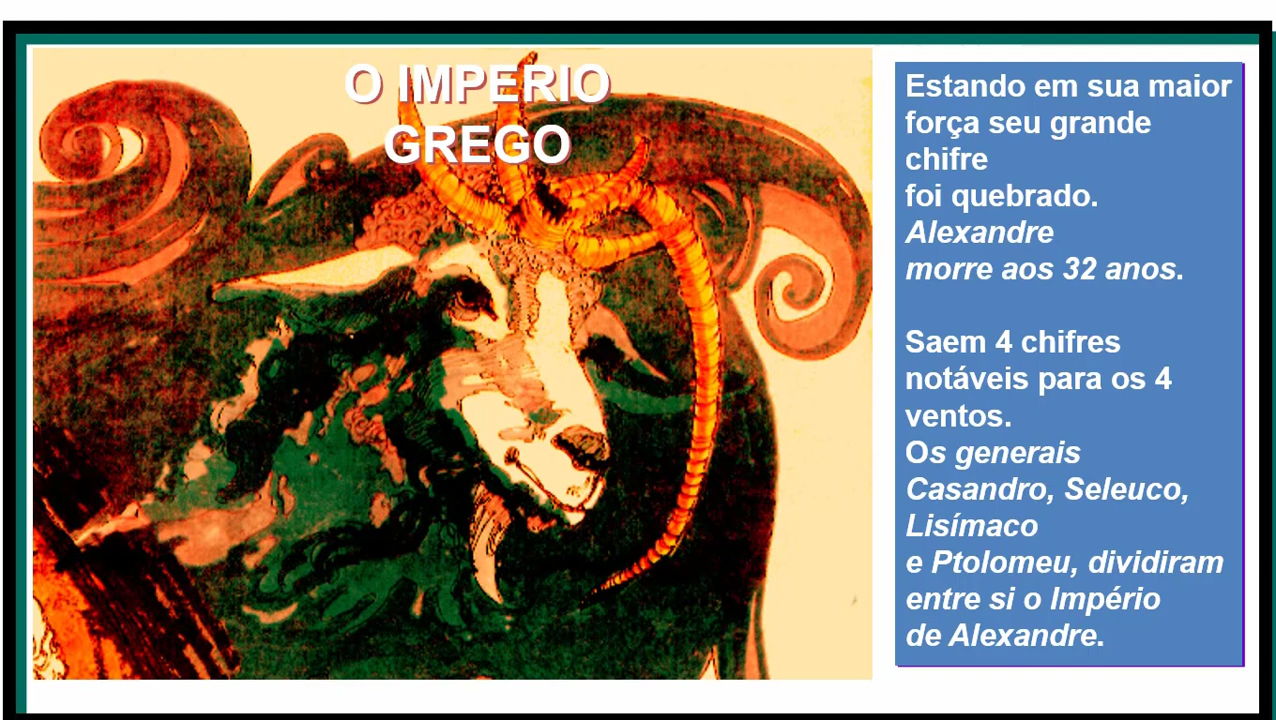 O IMPERIO
GREGO
Estando em sua maior
força seu grande
chifre
foi quebrado.
Alexandre
morre aos 32 anos.
Saem 4 chifres
notáveis para os 4
ventos.
Os generais
Casandro, Seleuco,
Lisímaco
e Ptolomeu, dividiram
entre si o Império
de Alexandre.